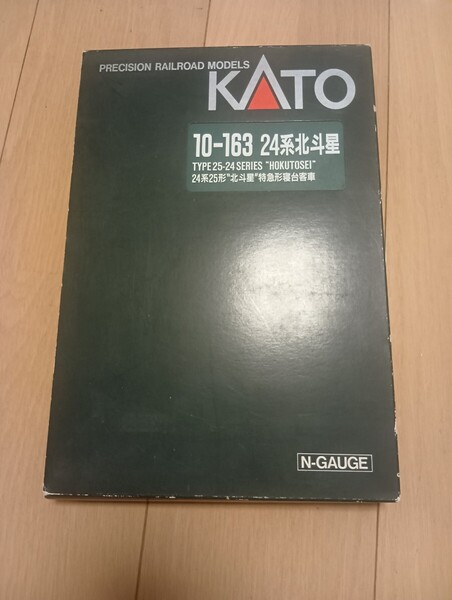 PRECISION RAILROAD MODELS
KATO
10-163 24系北斗星
TYPE 25-24 SERIES "HOKUTOSEI"
24系25形"北斗星"特急形寝台客車
N-GAUGE